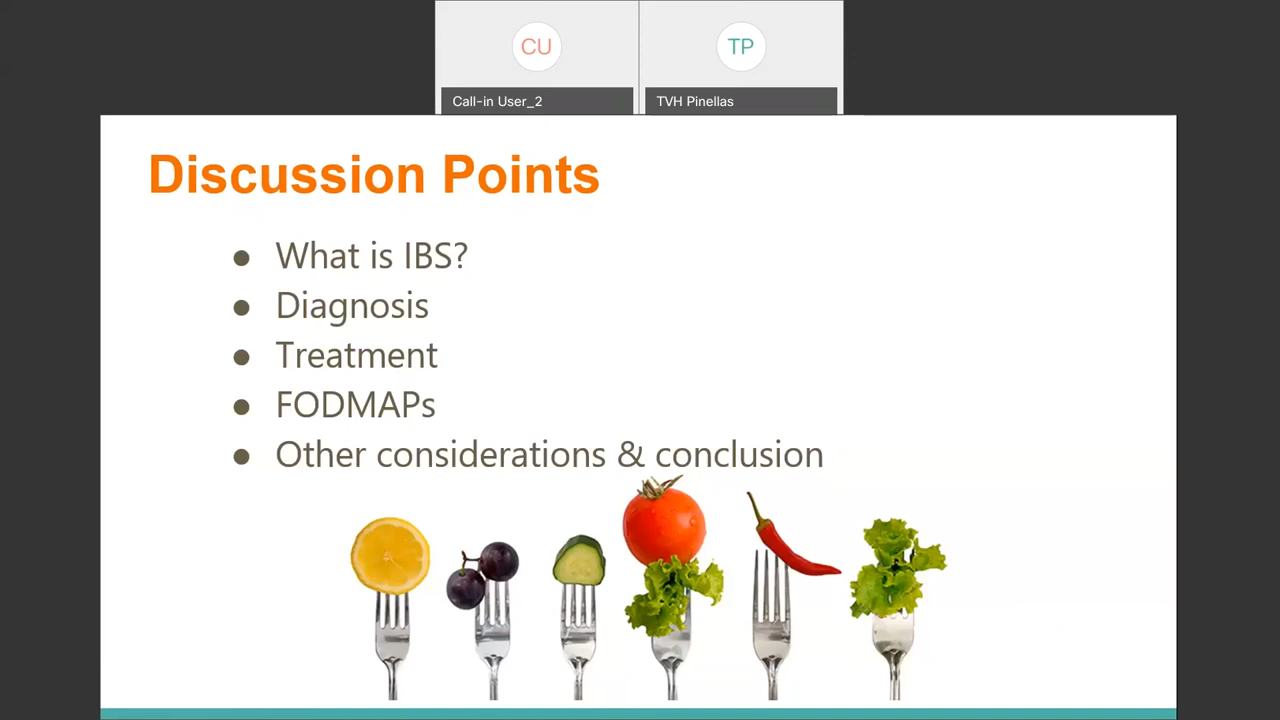 CU
TP
Call-in User_2
TVH Pinellas
Discussion Points
● What is IBS?
● Diagnosis
● Treatment
● FODMAPs
● Other considerations & conclusion